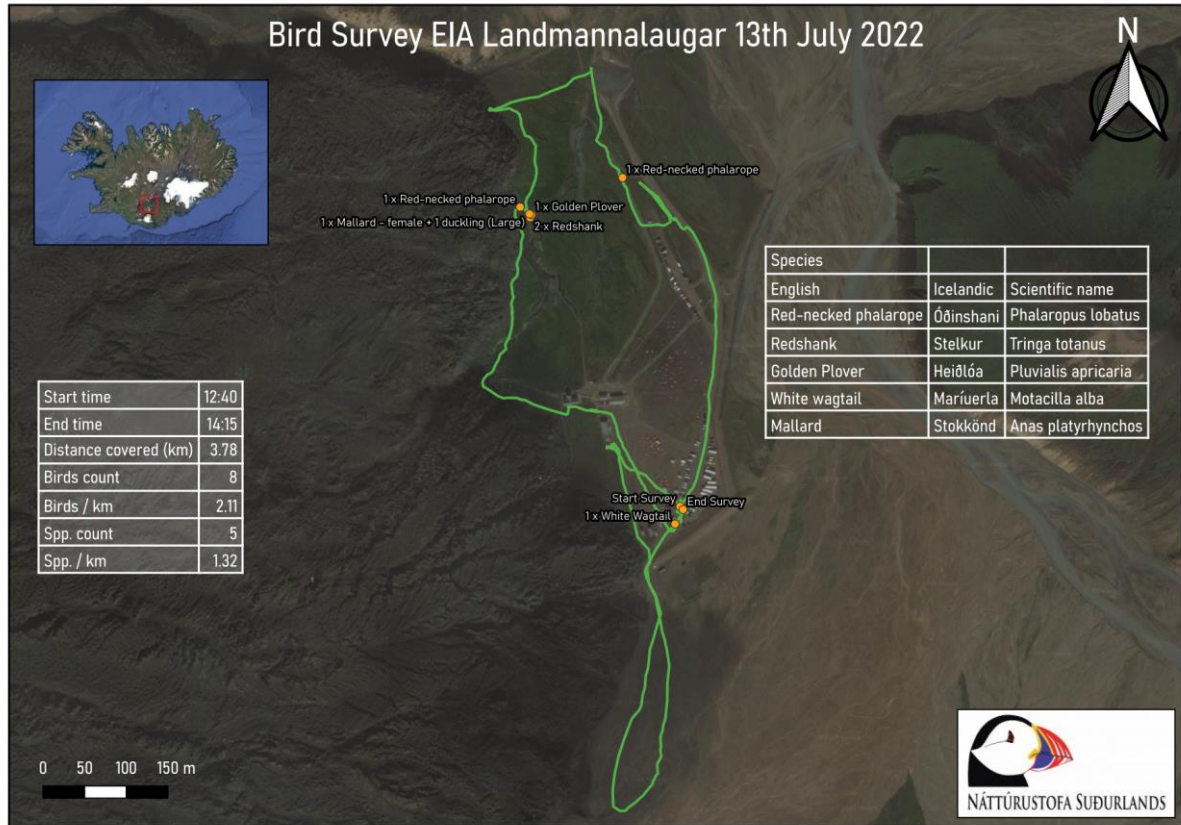 Bird Survey EIA Landmannalaugar 13th July 2022
N
1 x Red-necked phalarope
1 x Red-necked phalarope
1 x Golden Plover
1 x Mallard - female + 1 duckling (Large)
2 x Redshank
Species
English Icelandic Scientific name
Red-necked phalarope Óðinshani Phalaropus lobatus
Redshank Stelkur Tringa totanus
Golden Plover Heiðlóa Pluvialis apricaria
White wagtail Maríuerla Motacilla alba
Mallard Stokkönd Anas platyrhynchos
Start time 12:40
End time 14:15
Distance covered (km) 3.78
Birds count 8
Birds / km 2.11
Spp. count 5
Spp. / km 1.32
Start Survey
End Survey
1 x White Wagtail
0 50 100 150 m
NÁTTÚRUSTOFA SUÐURLANDS